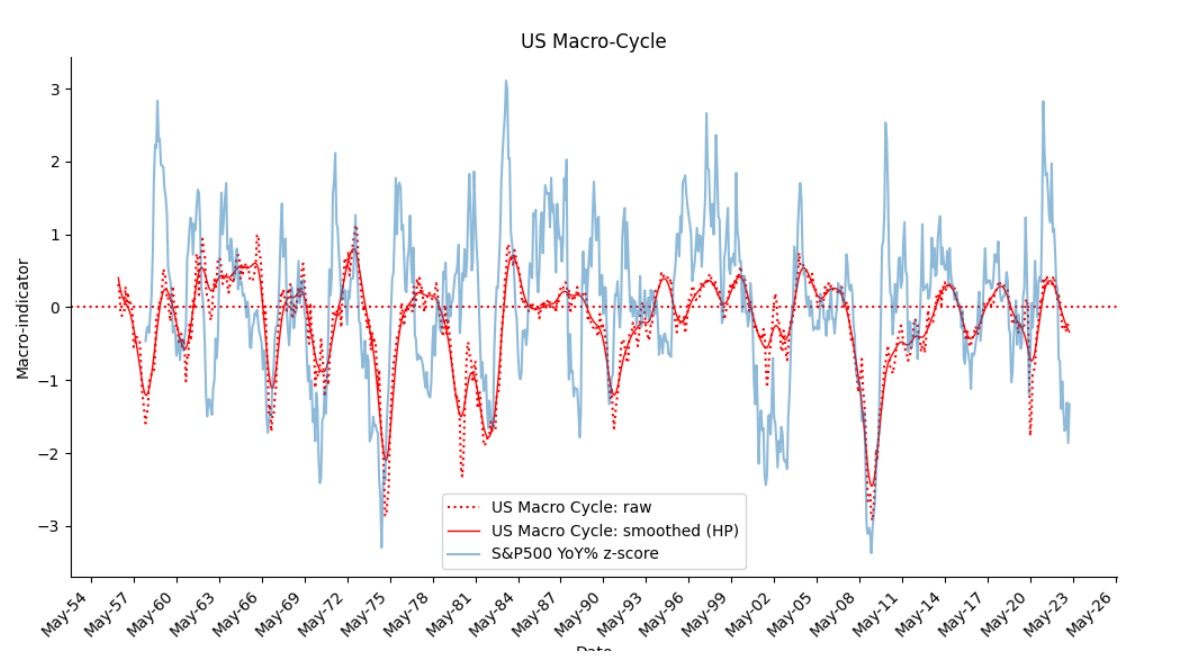 US Macro-Cycle
3
2
1
0
−1
−2
−3
Macro-indicator
US Macro Cycle: raw
US Macro Cycle: smoothed (HP)
S&P500 YoY% z-score
May-54
May-57
May-60
May-63
May-66
May-69
May-72
May-75
May-78
May-81
May-84
May-87
May-90
May-93
May-96
May-99
May-02
May-05
May-08
May-11
May-14
May-17
May-20
May-23
May-26
Date